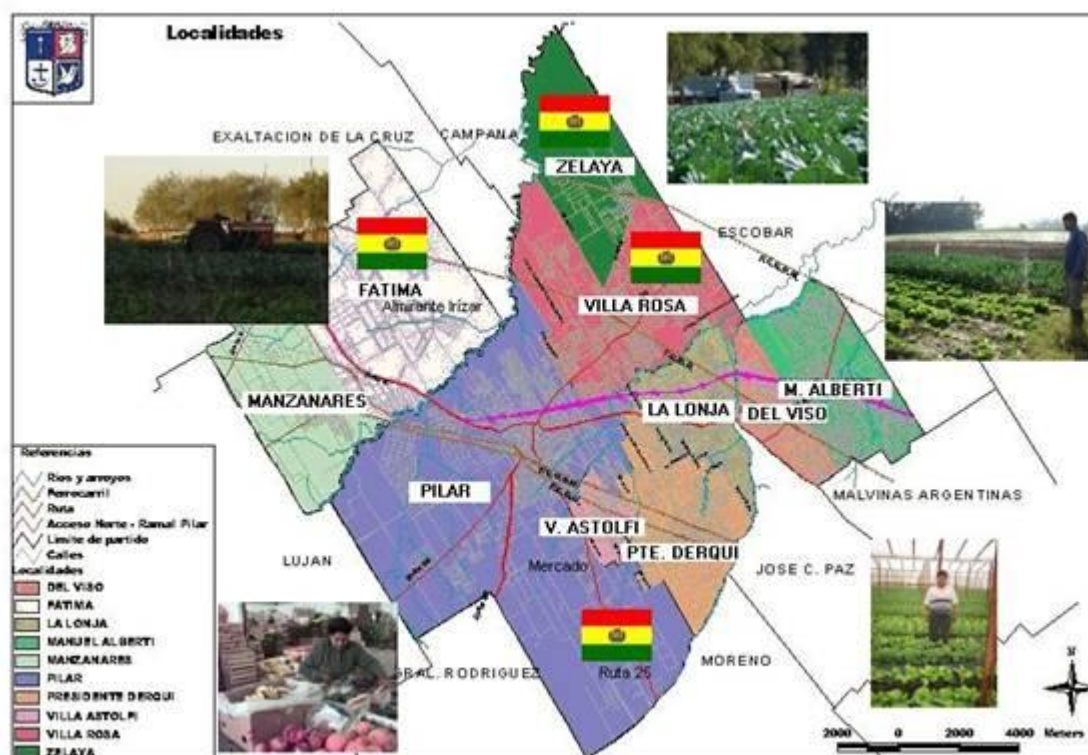 Localidades
EXALTACION DE LA CRUZ
CAMPANA
ZELAYA
ESCOBAR
FATIMA
Almirante Irizar
VILLA ROSA
MANZANARES
M. ALBERTI
LA LONJA
DEL VISO
PILAR
MALVINAS ARGENTINAS
V. ASTOLFI
PTE. DERQUI
LUJAN
Mercado
JOSE C. PAZ
GRAL. RODRIGUEZ
Ruta 25
MORENO
Referencias
Rios y arroyos
Ferrocarril
Ruta
Acceso Norte - Ramal Pilar
Limite de partido
Calles
Localidades
DEL VISO
FATIMA
LA LONJA
MANUEL ALBERTI
MANZANARES
PILAR
PRESIDENTE DERQUI
VILLA ASTOLFI
VILLA ROSA
ZELAYA
N
2000 0 2000 4000 Meters